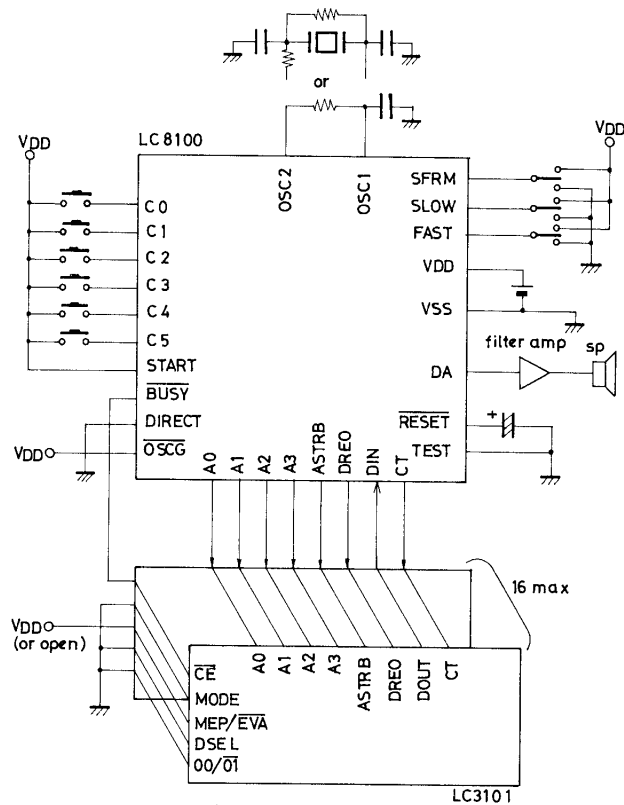 or
LC8100
VDD
VDD
OSC2
OSC1
C0
C1
C2
C3
C4
C5
START
BUSY
DIRECT
OSCG
VDD
SFRM
SLOW
FAST
VDD
VSS
DA
filter amp
sp
RESET
+
TEST
A0
A1
A2
A3
ASTRB
DREO
DIN
CT
16 max
VDD
(or open)
A0
A1
A2
A3
ASTRB
DREO
DOUT
CT
CE
MODE
MEP/EVA
DSEL
00/01
LC3101